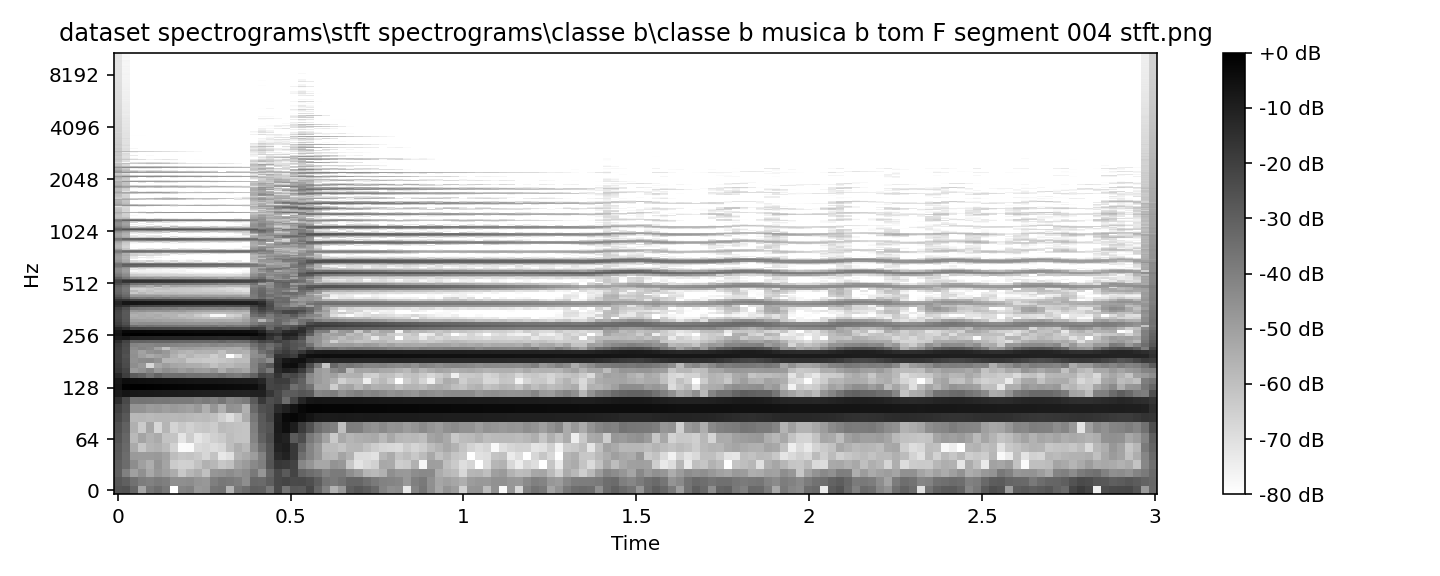 dataset spectrograms\stft spectrograms\classe b\classe b musica b tom F segment 004 stft.png
8192
4096
2048
1024
512
256
128
64
0
Hz
0
0.5
1
1.5
2
2.5
3
Time
+0 dB
-10 dB
-20 dB
-30 dB
-40 dB
-50 dB
-60 dB
-70 dB
-80 dB